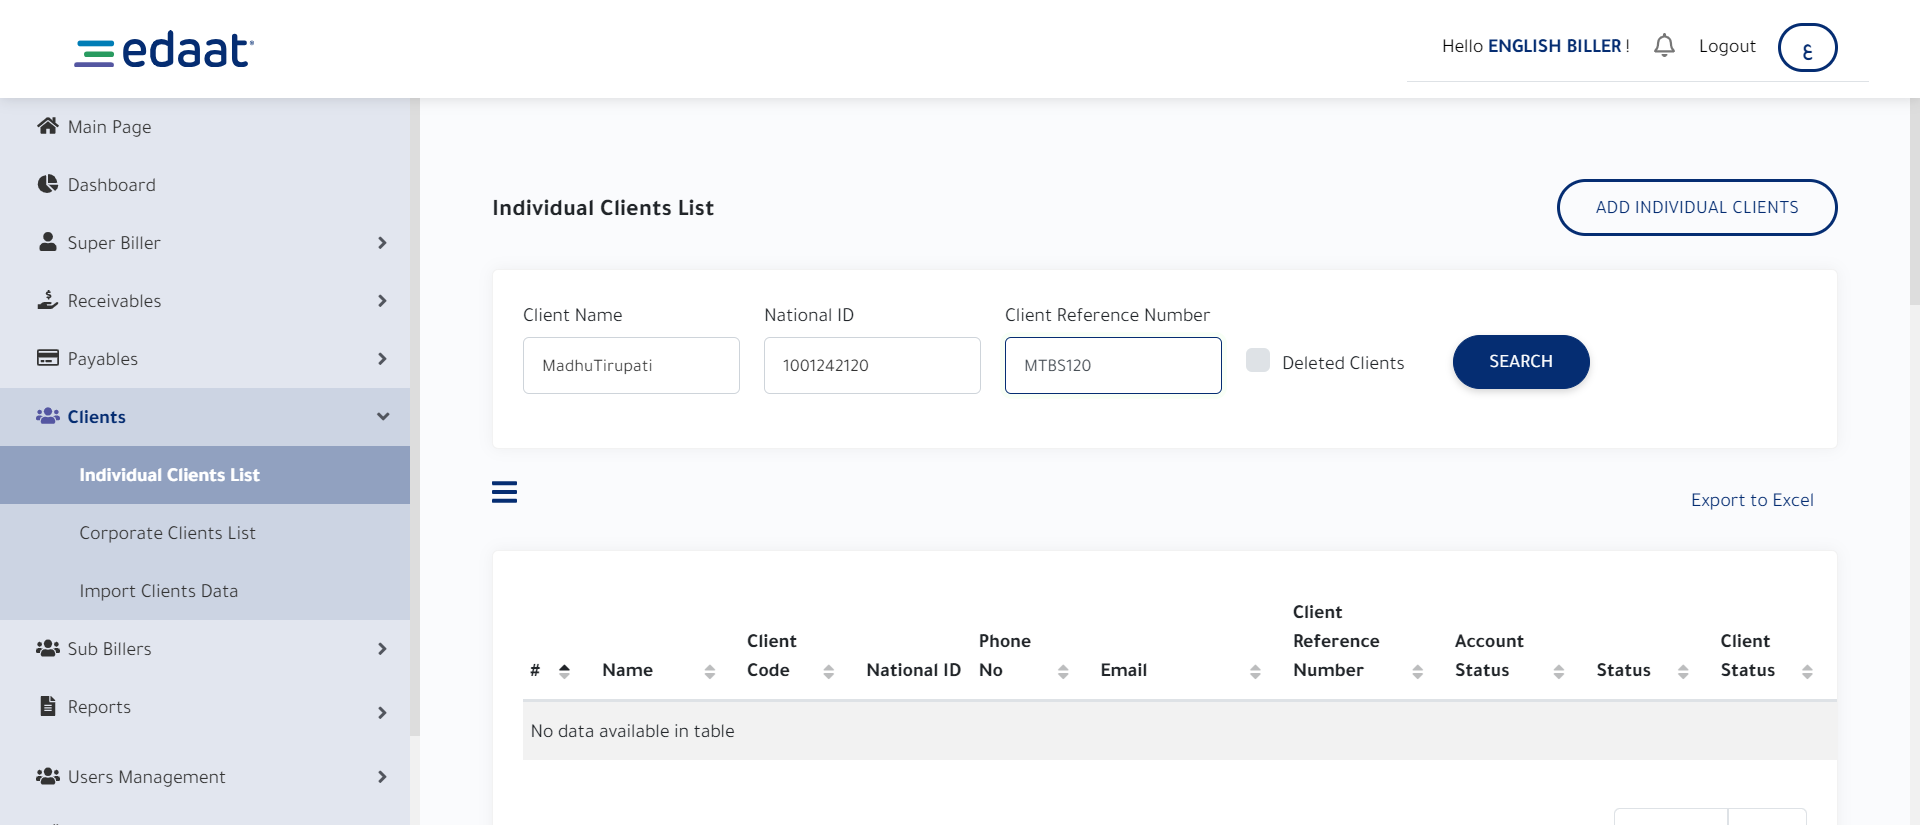 edaat
Hello ENGLISH BILLER !
Logout
ع
Main Page
Dashboard
Super Biller
Receivables
Payables
Clients
Individual Clients List
Corporate Clients List
Import Clients Data
Sub Billers
Reports
Users Management
Individual Clients List
ADD INDIVIDUAL CLIENTS
Client Name
National ID
Client Reference Number
MadhuTirupati
1001242120
MTBS120
Deleted Clients
SEARCH
Export to Excel
#
Name
Client
Code
National ID
Phone
No
Email
Client
Reference
Number
Account
Status
Status
Client
Status
No data available in table